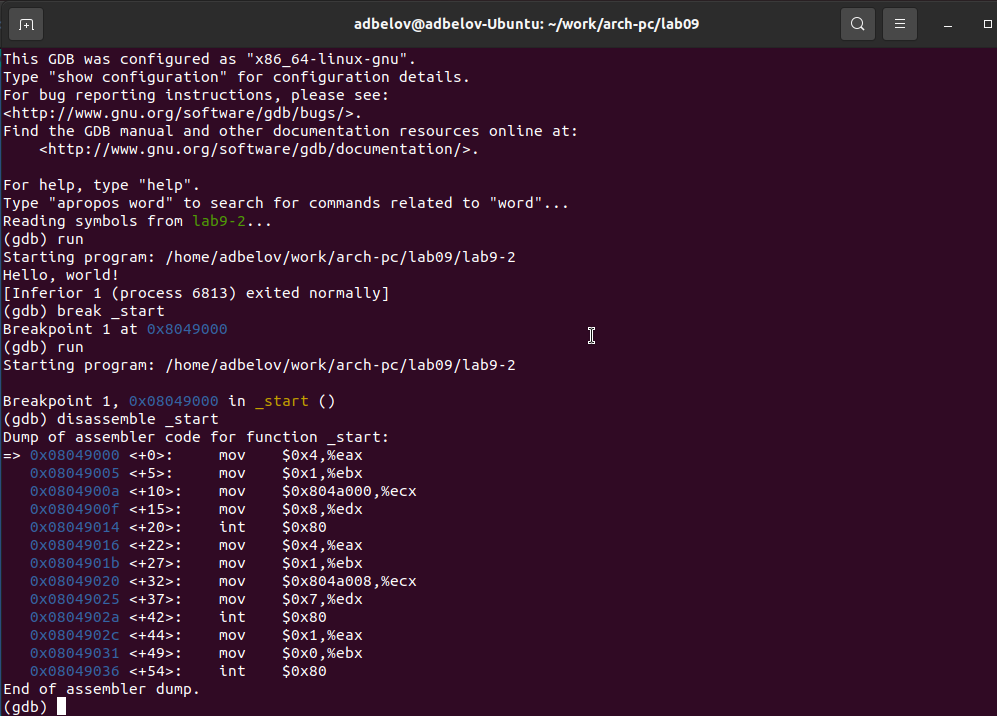 adbelov@adbelov-Ubuntu: ~/work/arch-pc/lab09
This GDB was configured as "x86_64-linux-gnu".
Type "show configuration" for configuration details.
For bug reporting instructions, please see:
<http://www.gnu.org/software/gdb/bugs/>.
Find the GDB manual and other documentation resources online at:
    <http://www.gnu.org/software/gdb/documentation/>.

For help, type "help".
Type "apropos word" to search for commands related to "word"...
Reading symbols from lab9-2...
(gdb) run
Starting program: /home/adbelov/work/arch-pc/lab09/lab9-2
Hello, world!
[Inferior 1 (process 6813) exited normally]
(gdb) break _start
Breakpoint 1 at 0x8049000
(gdb) run
Starting program: /home/adbelov/work/arch-pc/lab09/lab9-2

Breakpoint 1, 0x08049000 in _start ()
(gdb) disassemble _start
Dump of assembler code for function _start:
=> 0x08049000 <+0>:     mov    $0x4,%eax
   0x08049005 <+5>:     mov    $0x1,%ebx
   0x0804900a <+10>:    mov    $0x804a000,%ecx
   0x0804900f <+15>:    mov    $0x8,%edx
   0x08049014 <+20>:    int    $0x80
   0x08049016 <+22>:    mov    $0x4,%eax
   0x0804901b <+27>:    mov    $0x1,%ebx
   0x08049020 <+32>:    mov    $0x804a008,%ecx
   0x08049025 <+37>:    mov    $0x7,%edx
   0x0804902a <+42>:    int    $0x80
   0x0804902c <+44>:    mov    $0x1,%eax
   0x08049031 <+49>:    mov    $0x0,%ebx
   0x08049036 <+54>:    int    $0x80
End of assembler dump.
(gdb)